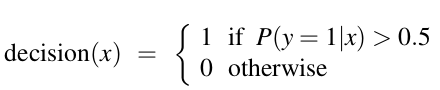 decision(x) = { 1 if P(y = 1|x) > 0.5
0 otherwise